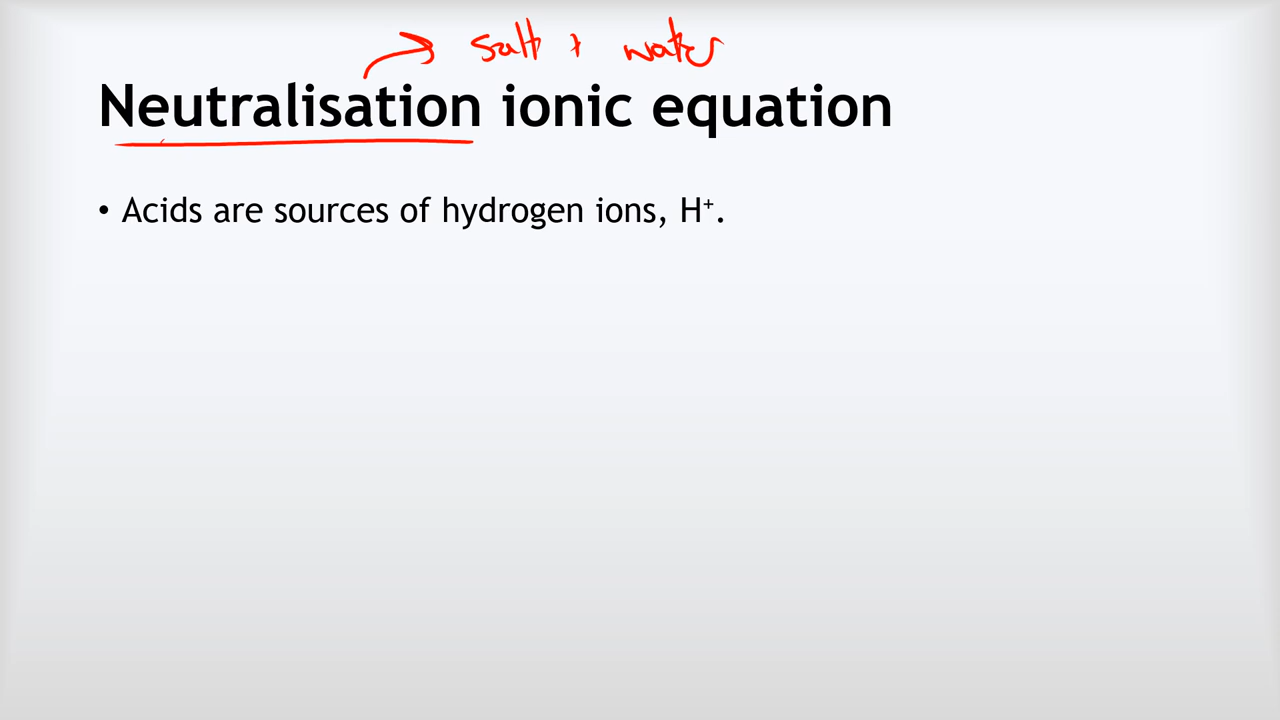 → salt + water
Neutralisation ionic equation
• Acids are sources of hydrogen ions, H⁺.